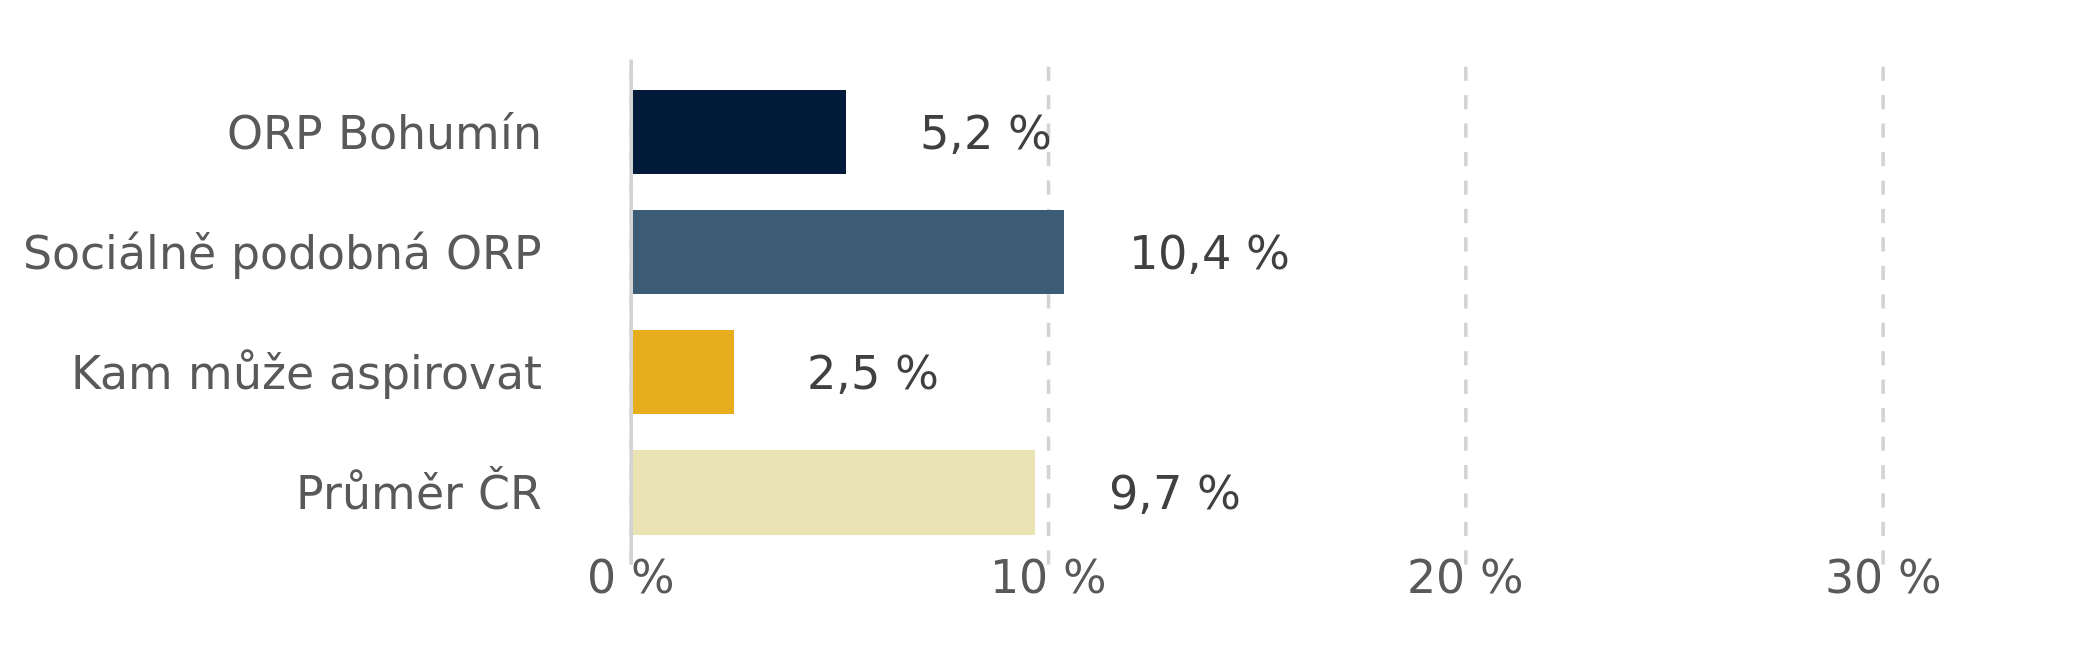 ORP Bohumín 5,2 %
Sociálně podobná ORP 10,4 %
Kam může aspirovat 2,5 %
Průměr ČR 9,7 %
0 % 10 % 20 % 30 %